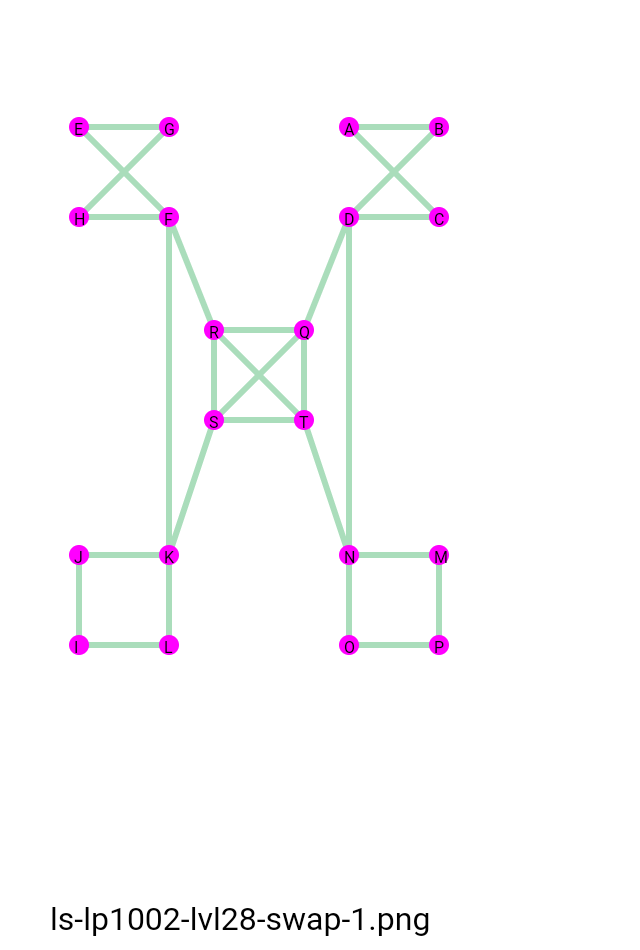 E G A B
H F D C
R Q
S T
J K N M
I L O P
ls-lp1002-lvl28-swap-1.png